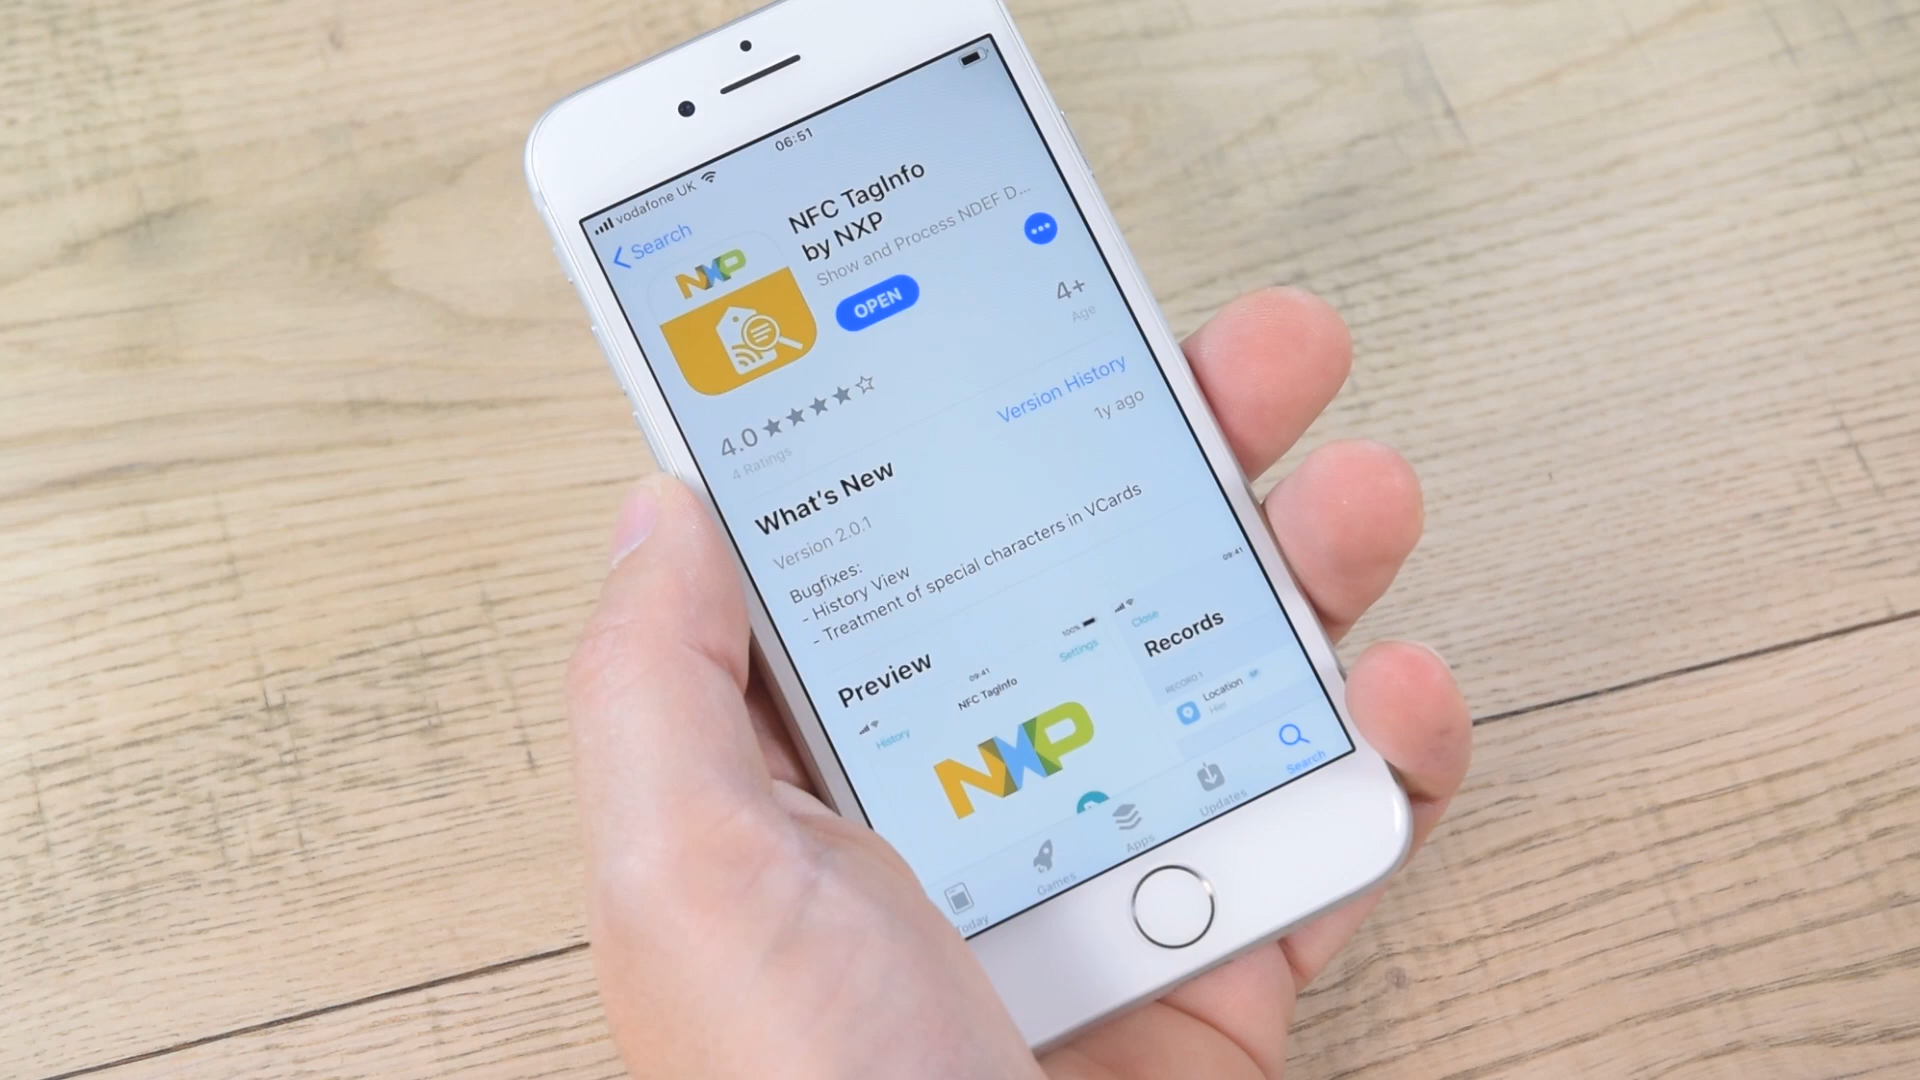 vodafone UK
06:51
Search
NXP
NFC TagInfo
by NXP
Show and Process NDEF D...
OPEN
4.0
4 Ratings
4+
Age
What's New
Version History
Version 2.0.1
1y ago
Bugfixes:
- History View
- Treatment of special characters in VCards
Preview
09:41
100%
History
NFC TagInfo
Settings
NXP
09:41
Close
Records
RECORD 1
Location
Today
Games
Apps
Updates
Search